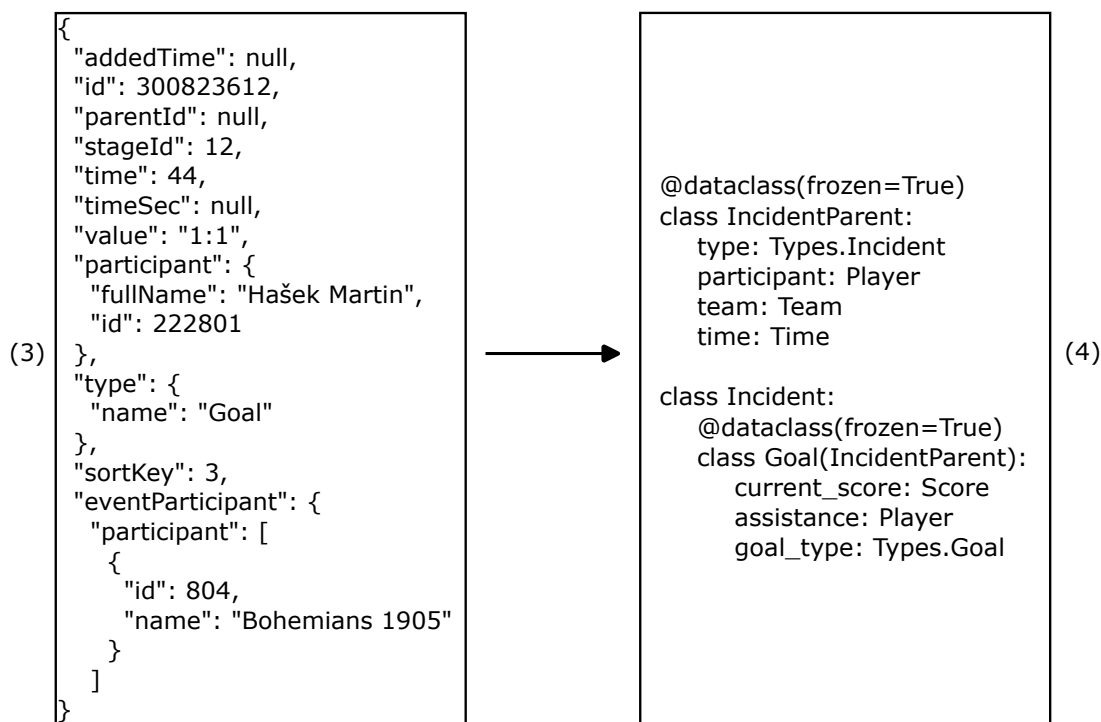 {
"addedTime": null,
"id": 300823612,
"parentId": null,
"stageId": 12,
"time": 44,
"timeSec": null,
"value": "1:1",
"participant": {
"fullName": "Hašek Martin",
"id": 222801
},
"type": {
"name": "Goal"
},
"sortKey": 3,
"eventParticipant": {
"participant": [
{
"id": 804,
"name": "Bohemians 1905"
}
]
}
(3)
@dataclass(frozen=True)
class IncidentParent:
type: Types.Incident
participant: Player
team: Team
time: Time
class Incident:
@dataclass(frozen=True)
class Goal(IncidentParent):
current_score: Score
assistance: Player
goal_type: Types.Goal
(4)